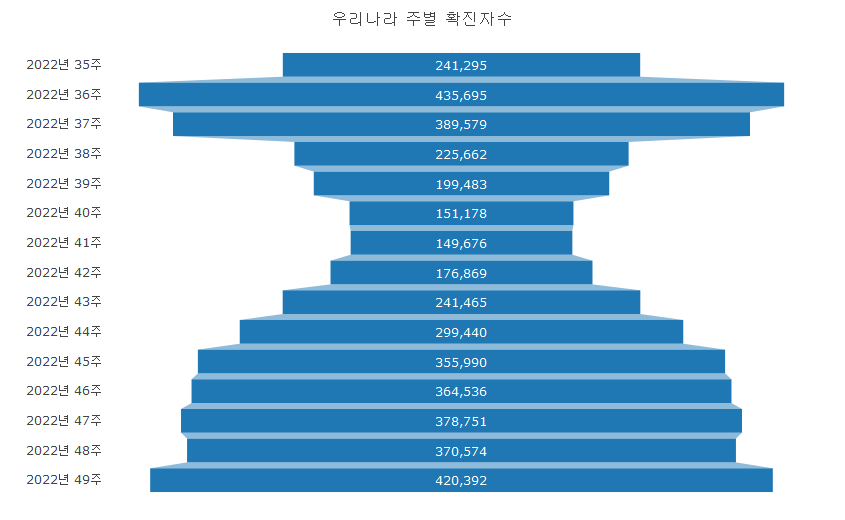 우리나라 주별 확진자수
2022년 35주 241,295
2022년 36주 435,695
2022년 37주 389,579
2022년 38주 225,662
2022년 39주 199,483
2022년 40주 151,178
2022년 41주 149,676
2022년 42주 176,869
2022년 43주 241,465
2022년 44주 299,440
2022년 45주 355,990
2022년 46주 364,536
2022년 47주 378,751
2022년 48주 370,574
2022년 49주 420,392